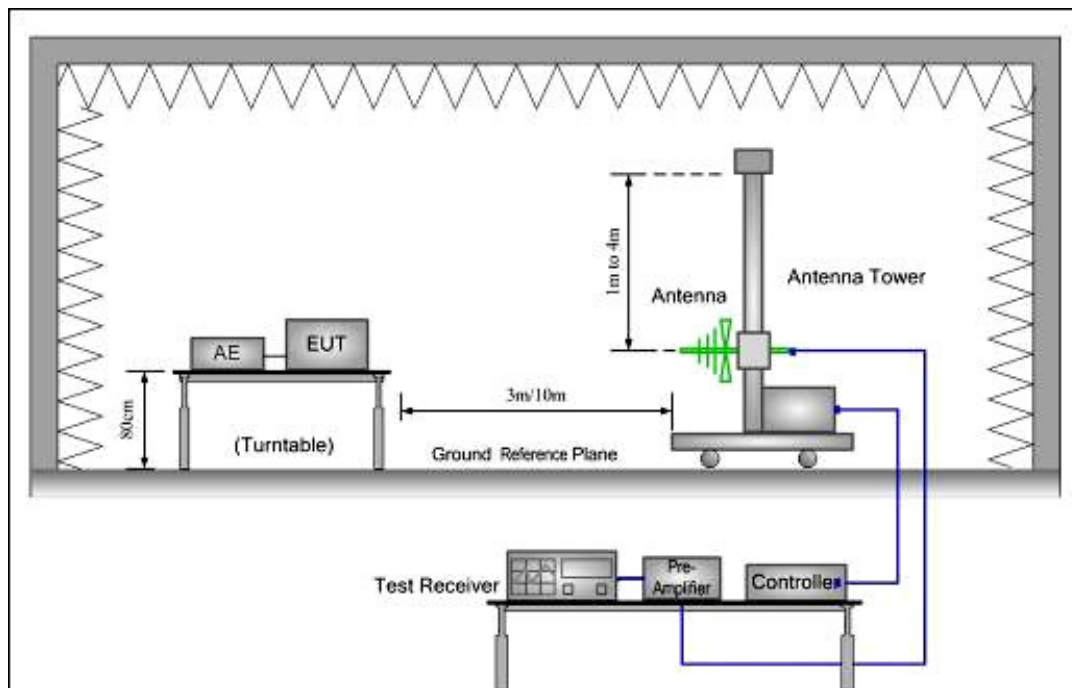 1m to 4m
Antenna
Antenna Tower
AE
EUT
80cm
3m/10m
(Turntable)
Ground Reference Plane
Test Receiver
Pre-
Amplifier
Controller